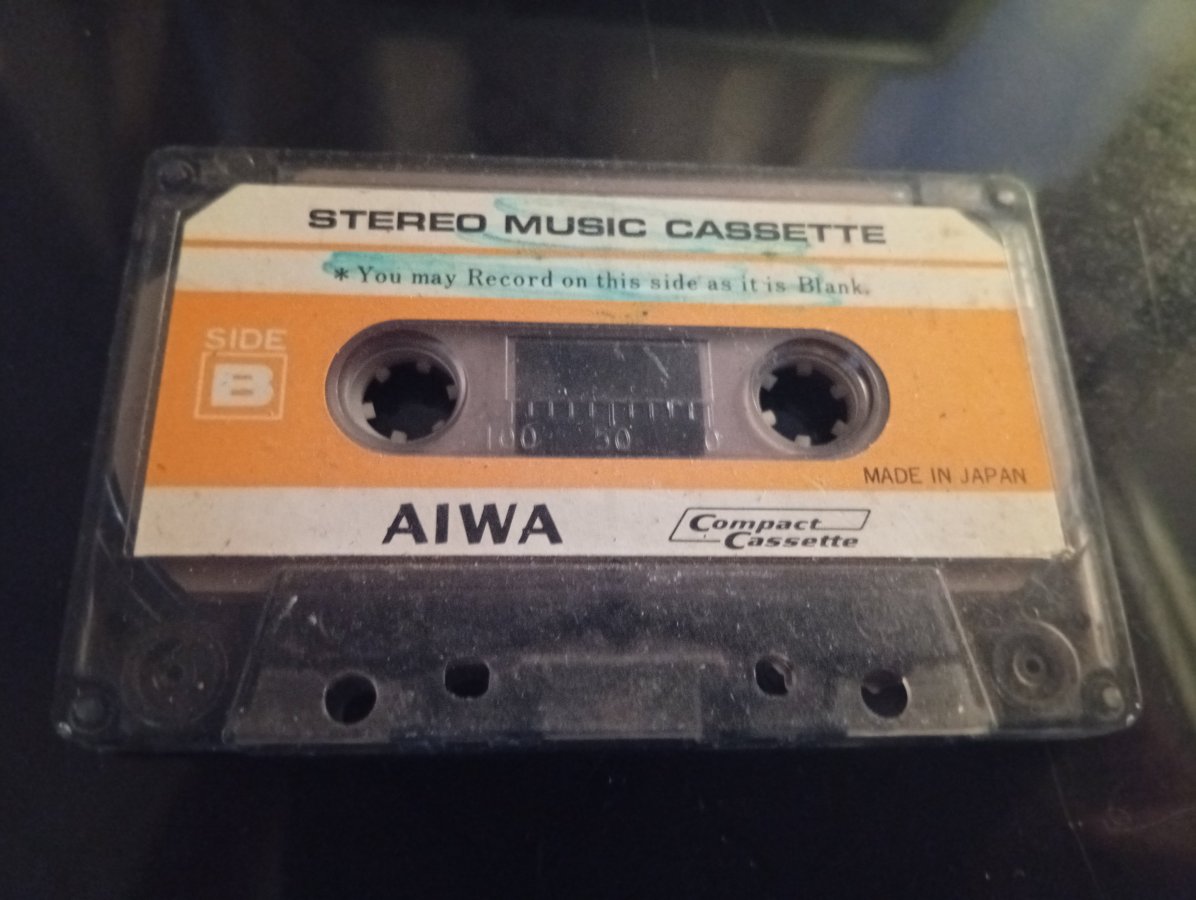 STEREO MUSIC CASSETTE
* You may Record on this side as it is Blank.
SIDE
B
100 50 0
MADE IN JAPAN
AIWA
Compact
Cassette